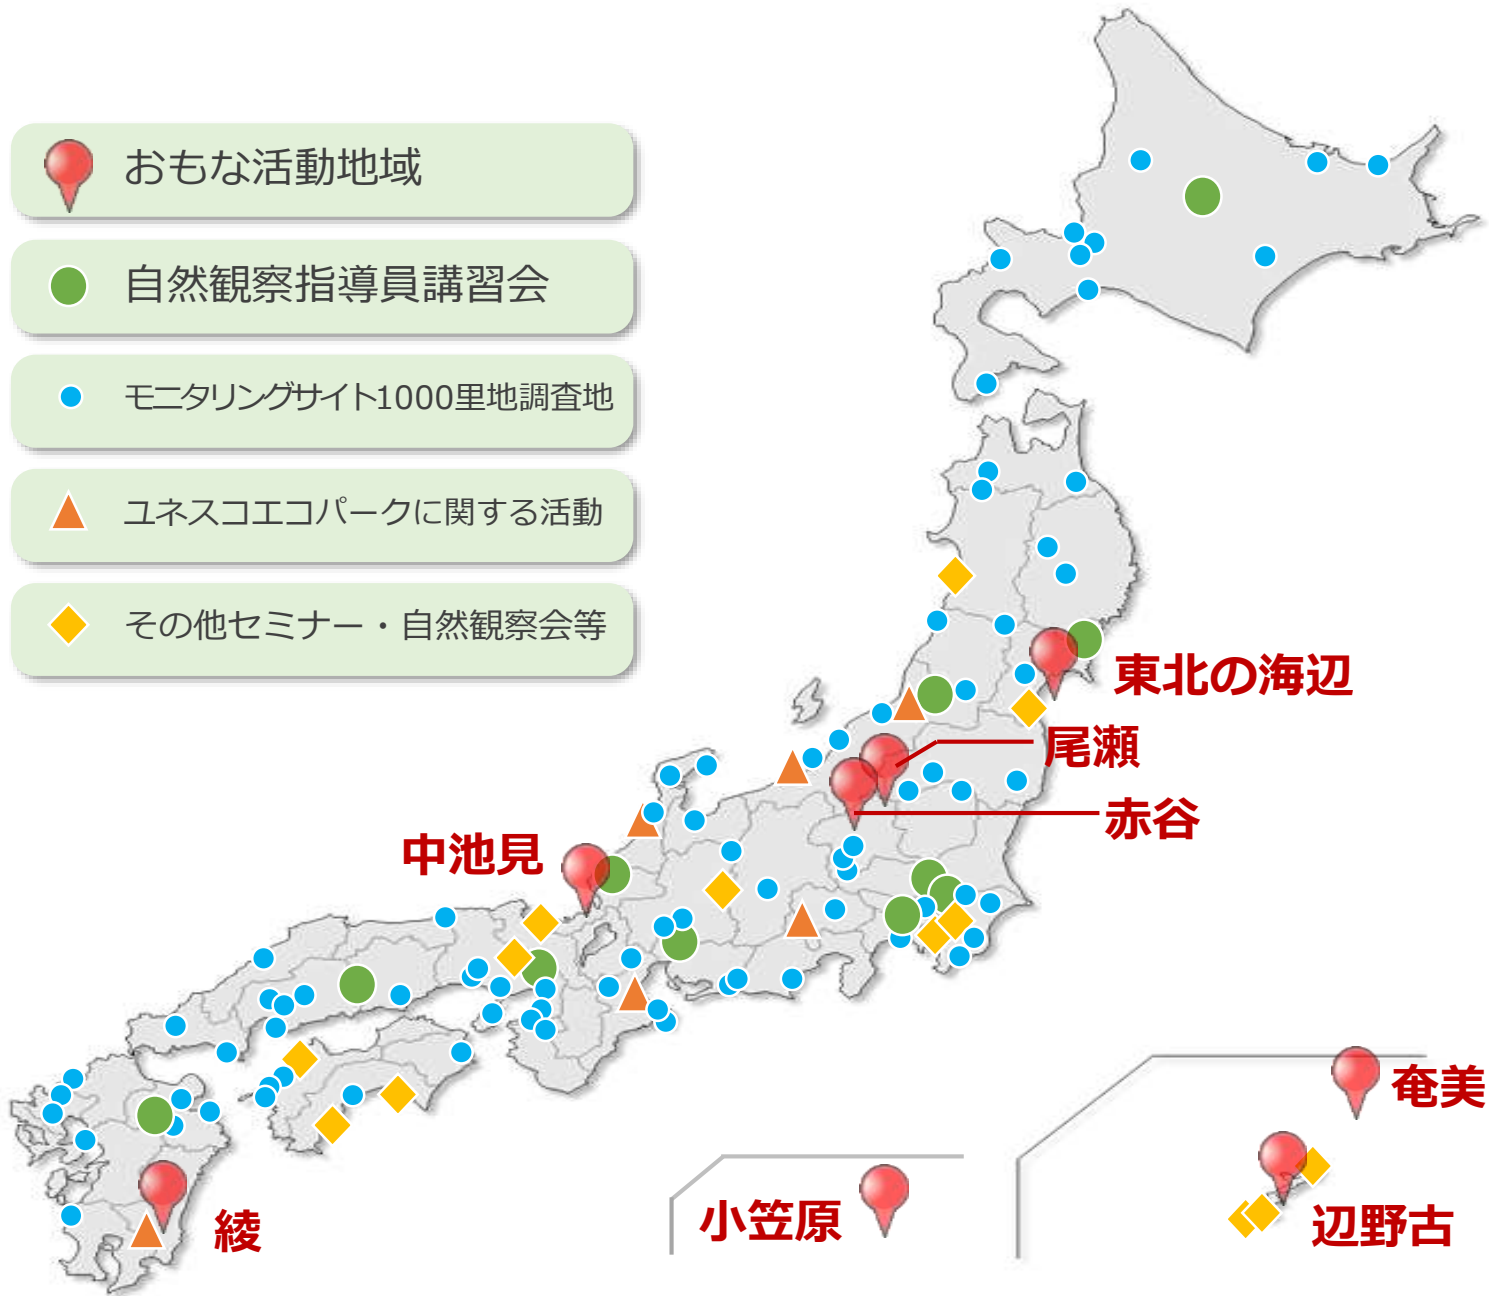 おもな活動地域
自然観察指導員講習会
モニタリングサイト1000里地調査地
ユネスコエコパークに関する活動
その他セミナー・自然観察会等
東北の海辺
尾瀬
赤谷
中池見
奄美
小笠原
辺野古
綾